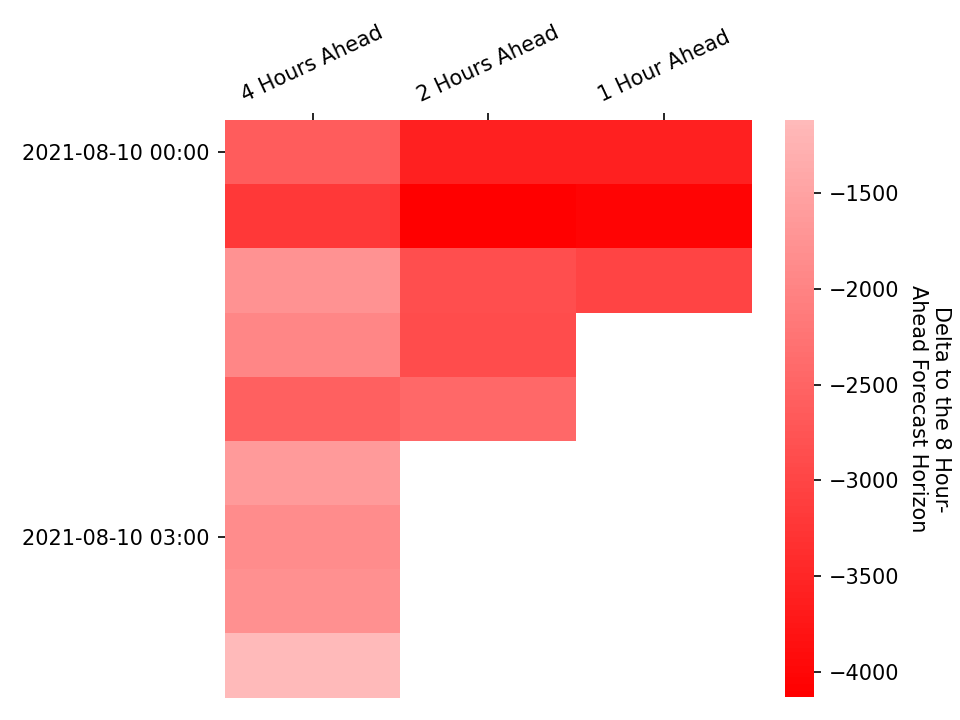 4 Hours Ahead
2 Hours Ahead
1 Hour Ahead
2021-08-10 00:00
2021-08-10 03:00
−1500
−2000
−2500
−3000
−3500
−4000
Delta to the 8 Hour-
Ahead Forecast Horizon